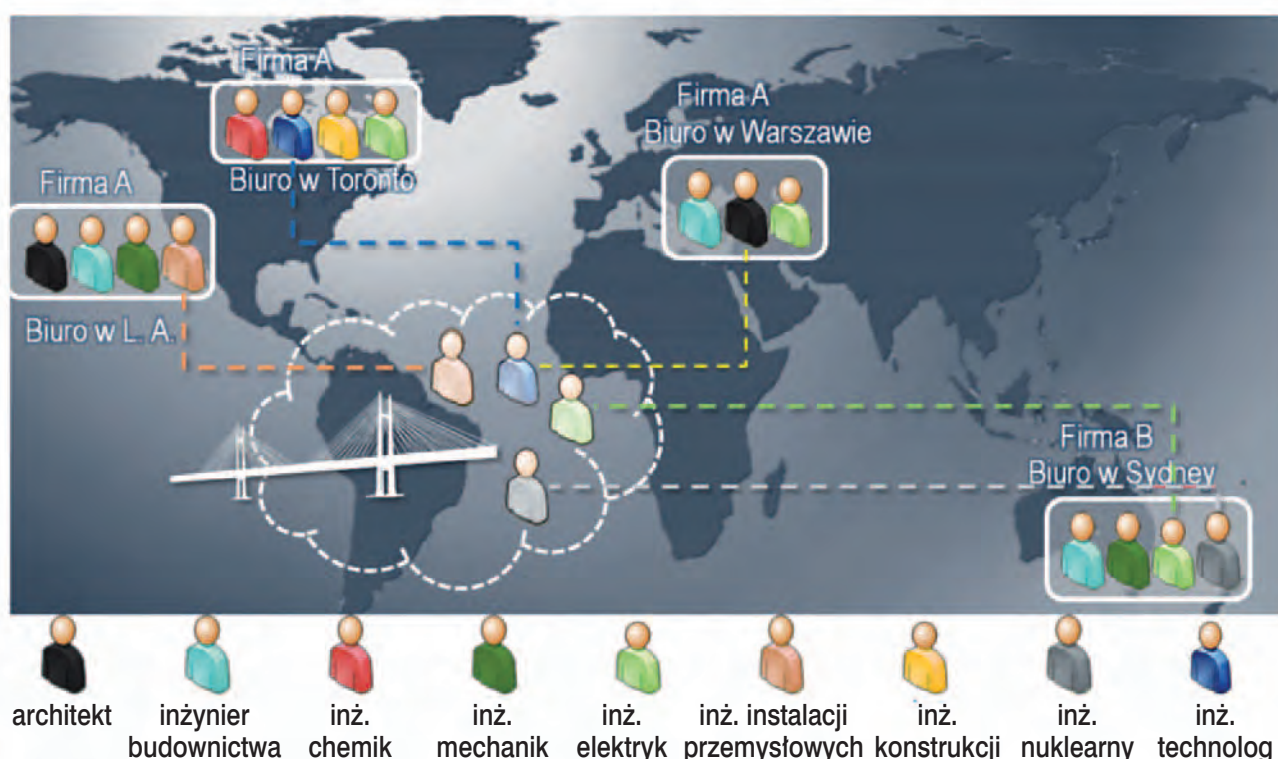 Firma A
Biuro w Toronto
Firma A
Biuro w Warszawie
Firma A
Biuro w L. A.
Firma B
Biuro w Sydney
architekt
inżynier
budownictwa
inż.
chemik
inż.
mechanik
inż.
elektryk
inż. instalacji
przemysłowych
inż.
konstrukcji
inż.
nuklearny
inż.
technolog